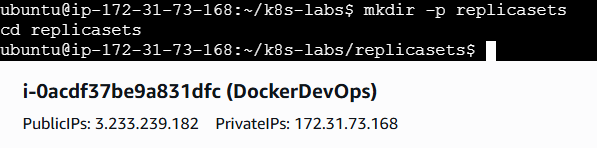 ubuntu@ip-172-31-73-168:~/k8s-labs$ mkdir -p replicasets
cd replicasets
ubuntu@ip-172-31-73-168:~/k8s-labs/replicasets$
i-0acdf37be9a831dfc (DockerDevOps)
PublicIPs: 3.233.239.182 PrivateIPs: 172.31.73.168